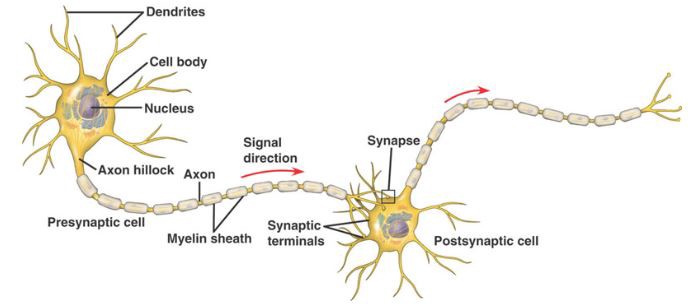 Dendrites
Cell body
Nucleus
Axon hillock
Axon
Signal
direction
Synapse
Presynaptic cell
Myelin sheath
Synaptic
terminals
Postsynaptic cell